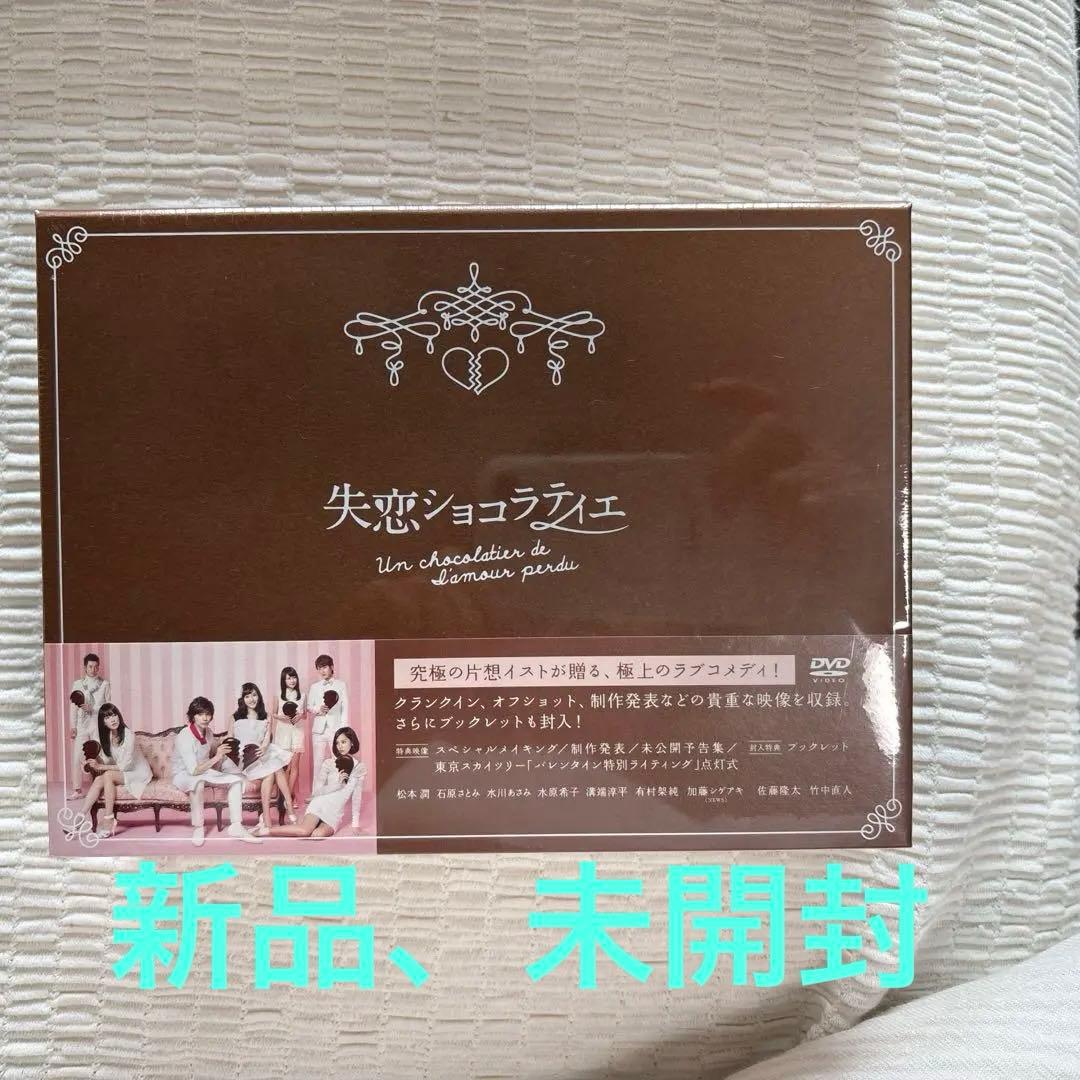 失恋ショコラティエ
Un chocolatier de
l'amour perdu
究極の片想イストが贈る、極上のラブコメディ!
DVD
VIDEO
クランクイン、オフショット、制作発表などの貴重な映像を収録。
さらにブックレットも封入!
特典映像 スペシャルメイキング/制作発表/未公開予告集/ 封入特典 ブックレット
東京スカイツリー「バレンタイン特別ライティング」点灯式
松本潤 石原さとみ 水川あさみ 水原希子 溝端淳平 有村架純 加藤シゲアキ 佐藤隆太 竹中直人
(NEWS)
新品、未開封